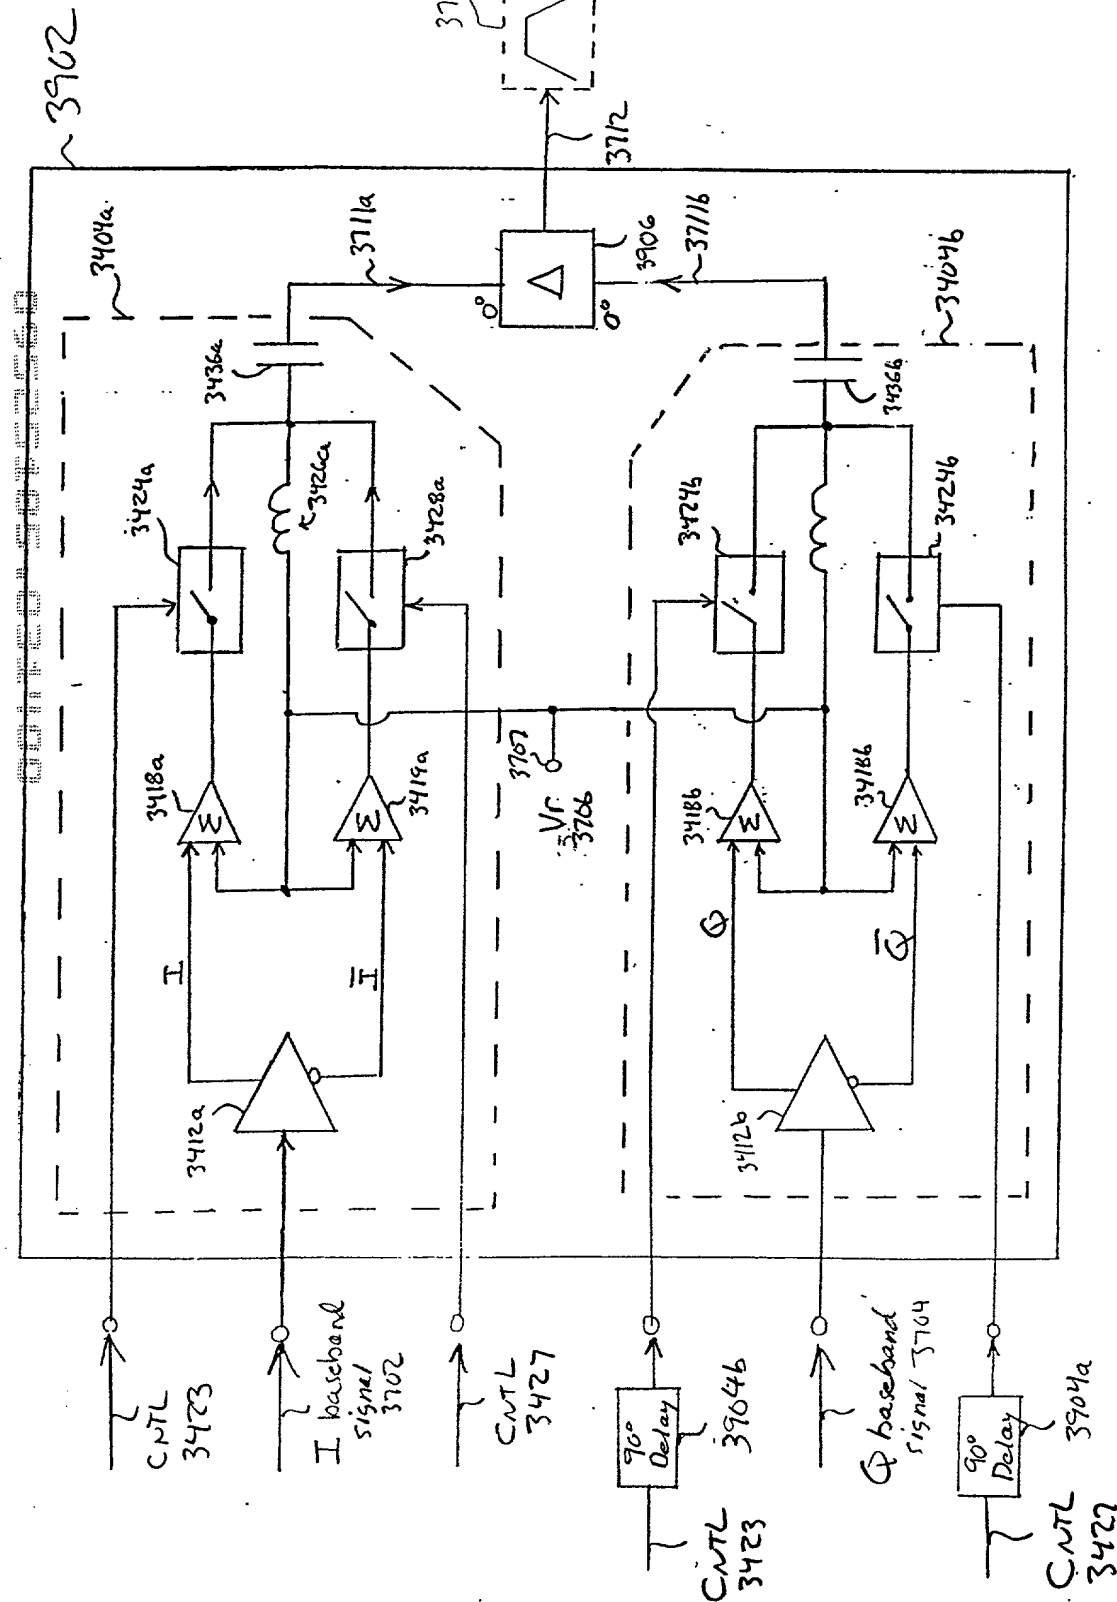 3902
3404a
3711a
3712
3906
3711b
0°
Δ
0°
3404b
3436a
3436b
3424a
3426a
3428a
3424b
3424b
3418a
Σ
3419a
Σ
3707
Vr
3706
3418b
Σ
3418b
Σ
I
I̅
Q
Q̅
3412a
3412b
CNTL
3423
I baseband
signal
3702
CNTL
3427
90°
Delay
3904b
CNTL
3423
Q baseband
signal 3704
90°
Delay
3904a
CNTL
3427